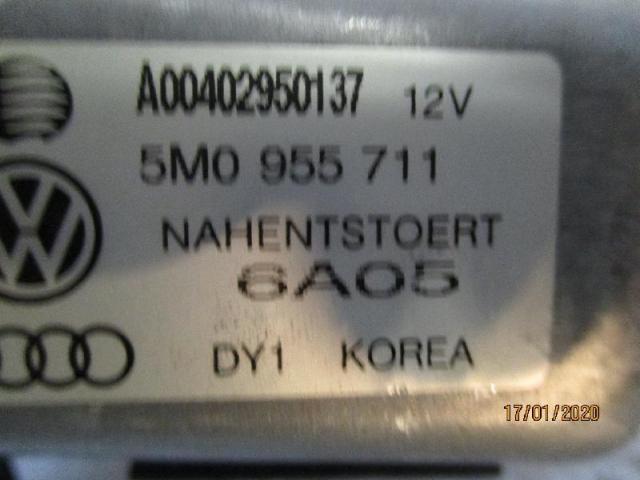 A00402950137 12V
5M0 955 711
NAHENTSTOERT
6A05
DY1 KOREA
17/01/2020